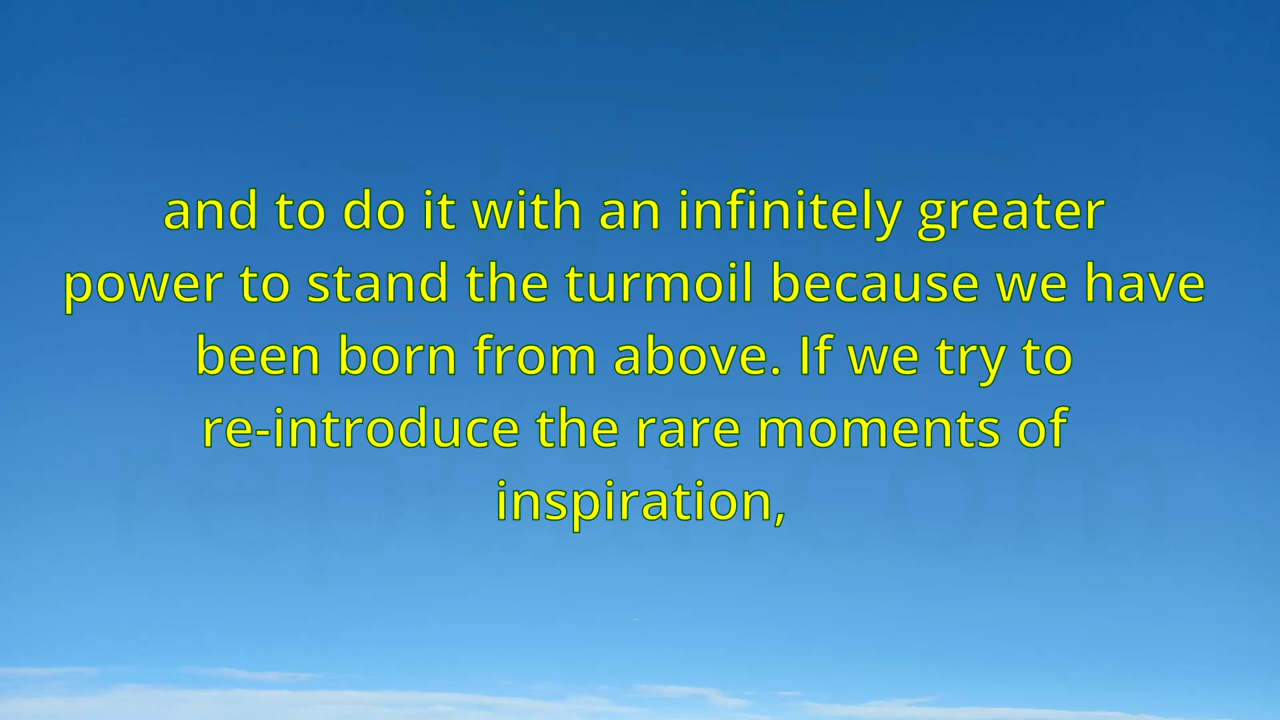 and to do it with an infinitely greater
power to stand the turmoil because we have
been born from above. If we try to
re-introduce the rare moments of
inspiration,